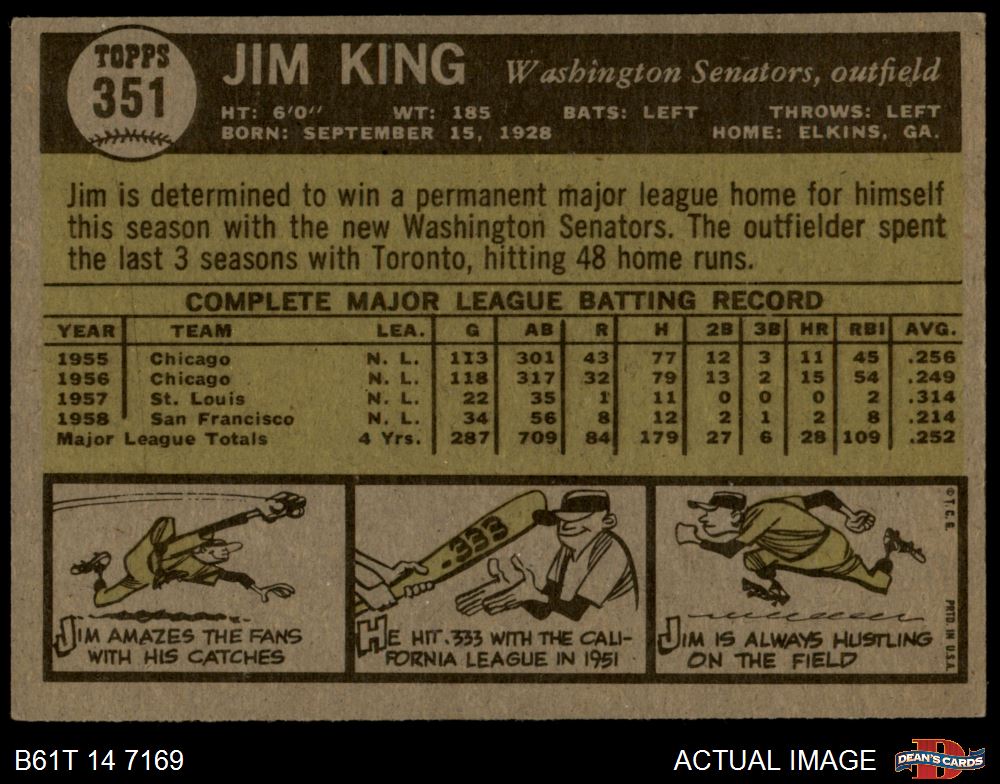 TOPPS
351
JIM KING Washington Senators, outfield
HT: 6'0'' WT: 185 BATS: LEFT THROWS: LEFT
BORN: SEPTEMBER 15, 1928 HOME: ELKINS, GA.
Jim is determined to win a permanent major league home for himself
this season with the new Washington Senators. The outfielder spent
the last 3 seasons with Toronto, hitting 48 home runs.
COMPLETE MAJOR LEAGUE BATTING RECORD
YEAR TEAM LEA. G AB R H 2B 3B HR RBI AVG.
1955 Chicago N. L. 113 301 43 77 12 3 11 45 .256
1956 Chicago N. L. 118 317 32 79 13 2 15 54 .249
1957 St. Louis N. L. 22 35 1 11 0 0 0 2 .314
1958 San Francisco N. L. 34 56 8 12 2 1 2 8 .214
Major League Totals 4 Yrs. 287 709 84 179 27 6 28 109 .252
.333
JIM AMAZES THE FANS
WITH HIS CATCHES
HE HIT .333 WITH THE CALI-
FORNIA LEAGUE IN 1951
JIM IS ALWAYS HUSTLING
ON THE FIELD
© T. C. G.
PRTD. IN U.S.A.
B61T 14 7169
ACTUAL IMAGE
DEAN'S CARDS